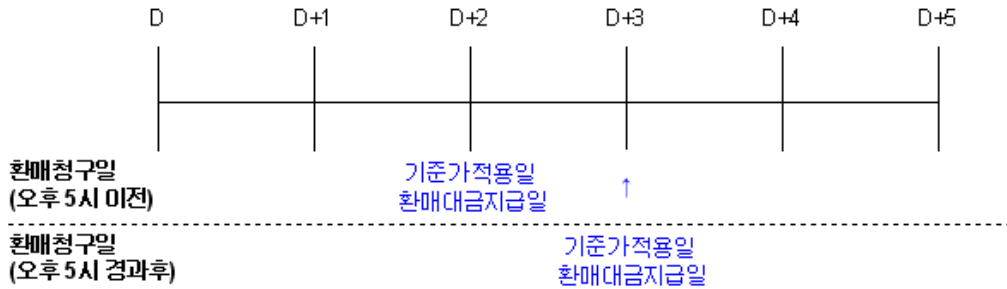 D D+1 D+2 D+3 D+4 D+5
환매청구일 기준가적용일
(오후 5시 이전) 환매대금지급일 ↑
환매청구일 기준가적용일
(오후 5시 경과후) 환매대금지급일